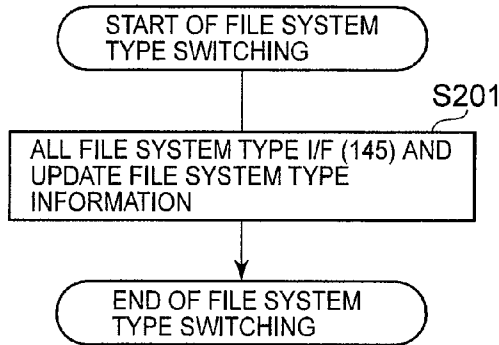 START OF FILE SYSTEM
TYPE SWITCHING
S201
ALL FILE SYSTEM TYPE I/F (145) AND
UPDATE FILE SYSTEM TYPE
INFORMATION
END OF FILE SYSTEM
TYPE SWITCHING